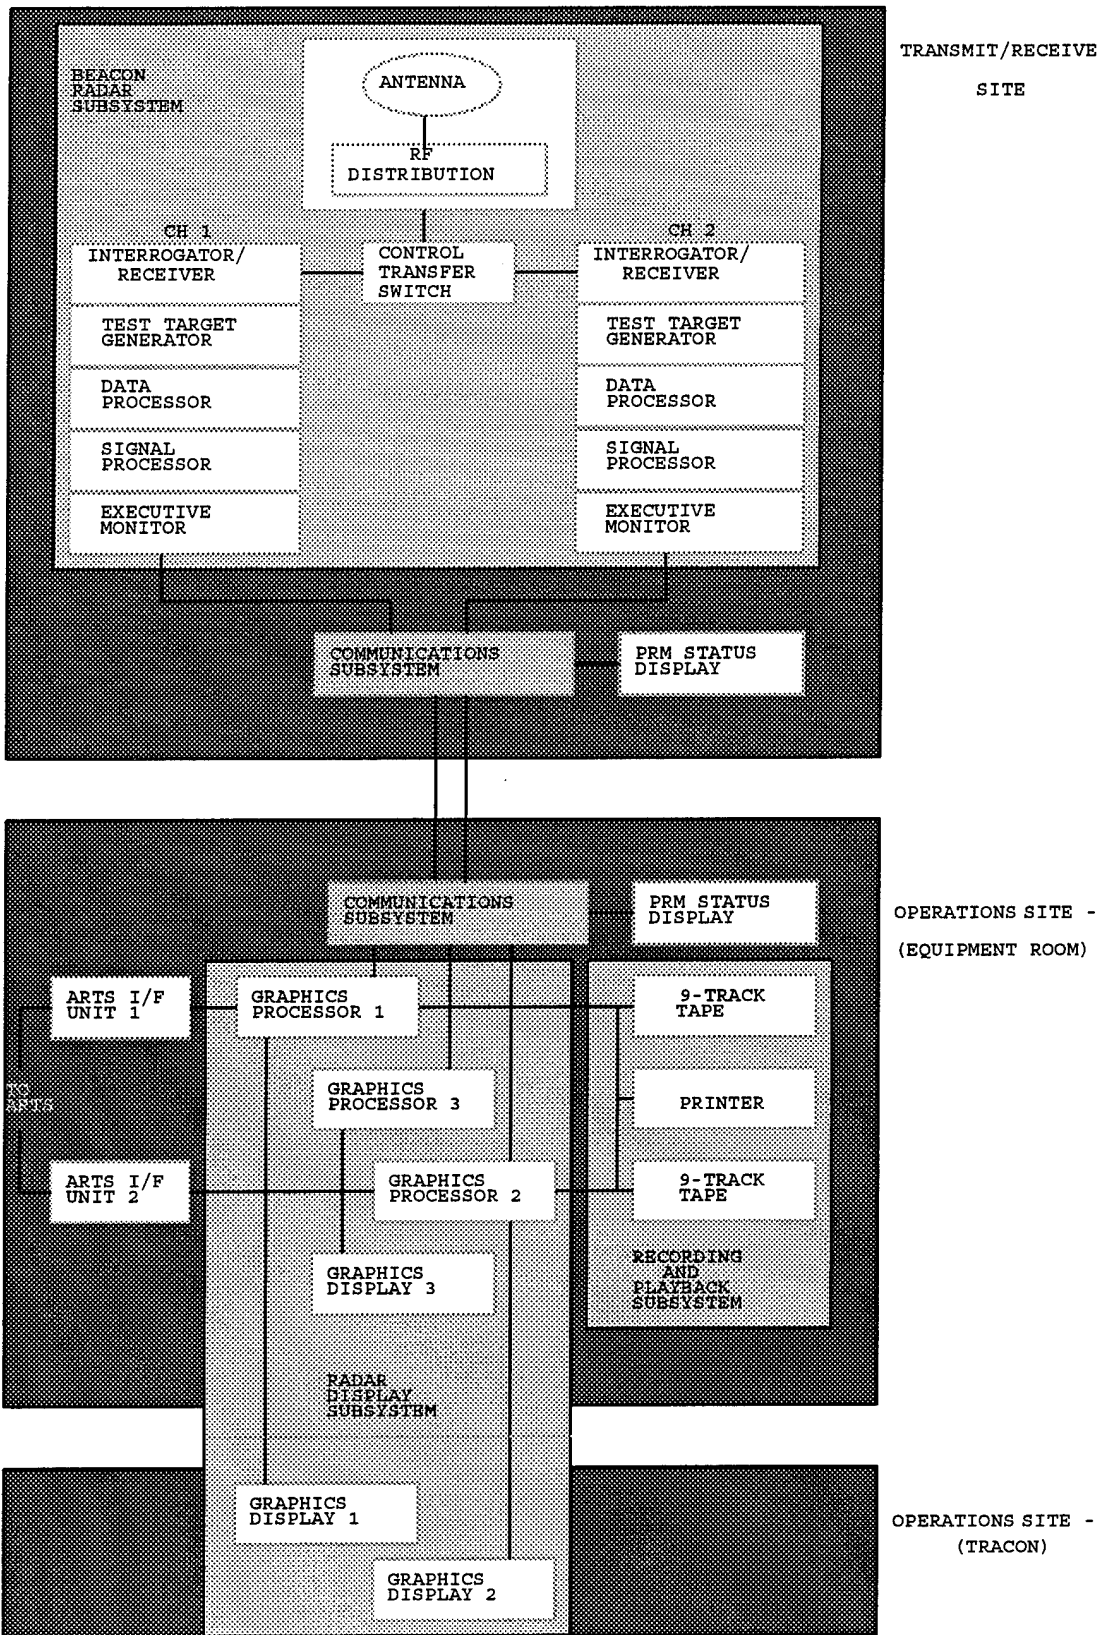 TRANSMIT/RECEIVE
SITE
BEACON
RADAR
SUBSYSTEM
ANTENNA
RF
DISTRIBUTION
CH 1
INTERROGATOR/
RECEIVER
TEST TARGET
GENERATOR
DATA
PROCESSOR
SIGNAL
PROCESSOR
EXECUTIVE
MONITOR
CONTROL
TRANSFER
SWITCH
CH 2
INTERROGATOR/
RECEIVER
TEST TARGET
GENERATOR
DATA
PROCESSOR
SIGNAL
PROCESSOR
EXECUTIVE
MONITOR
COMMUNICATIONS
SUBSYSTEM
PRM STATUS
DISPLAY
OPERATIONS SITE -
(EQUIPMENT ROOM)
COMMUNICATIONS
SUBSYSTEM
PRM STATUS
DISPLAY
ARTS I/F
UNIT 1
GRAPHICS
PROCESSOR 1
9-TRACK
TAPE
TO
ARTS
GRAPHICS
PROCESSOR 3
PRINTER
ARTS I/F
UNIT 2
GRAPHICS
PROCESSOR 2
9-TRACK
TAPE
GRAPHICS
DISPLAY 3
RECORDING
AND
PLAYBACK
SUBSYSTEM
RADAR
DISPLAY
SUBSYSTEM
GRAPHICS
DISPLAY 1
GRAPHICS
DISPLAY 2
OPERATIONS SITE -
(TRACON)